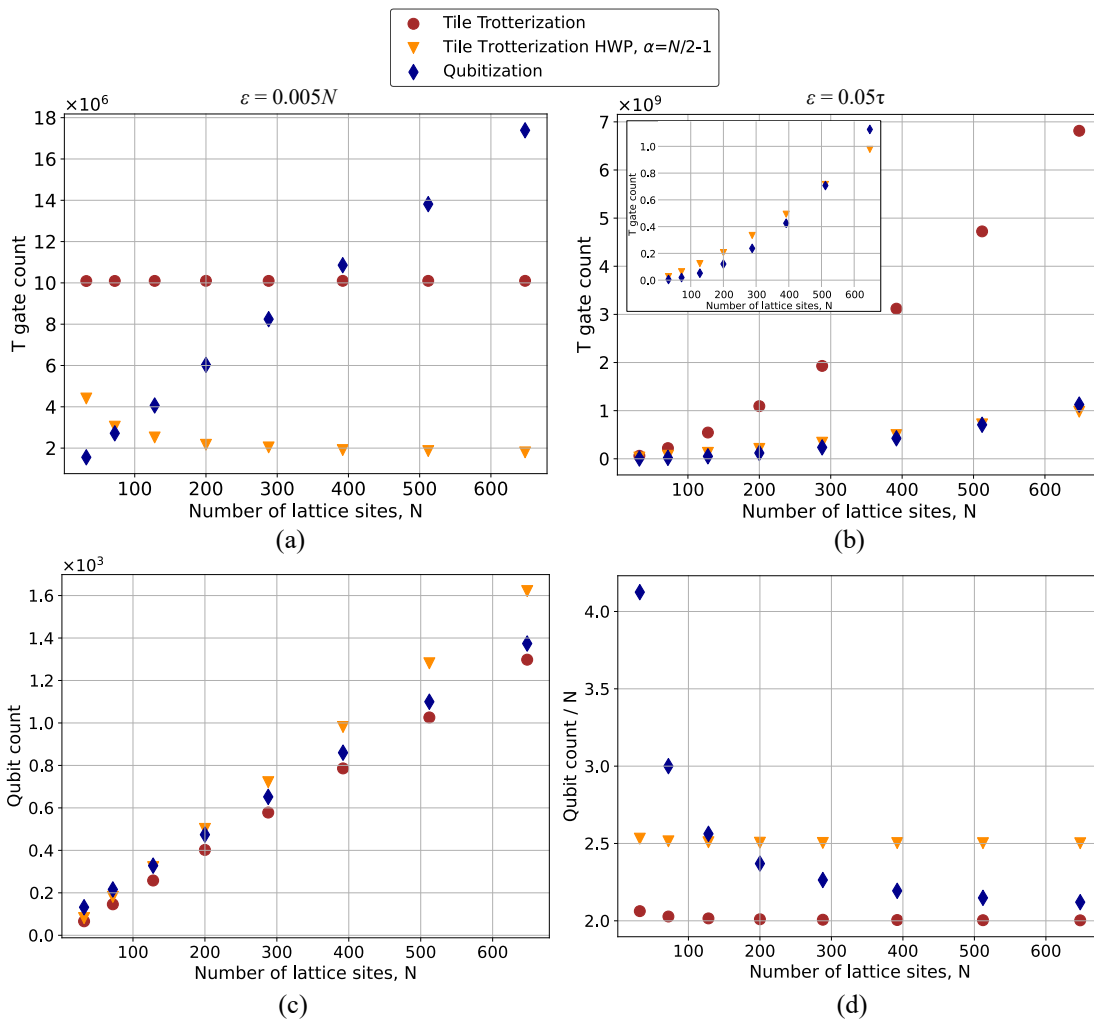 Tile Trotterization
Tile Trotterization HWP, α=N/2-1
Qubitization
ε = 0.005N
×10⁶
18
16
14
12
10
8
6
4
2
T gate count
100 200 300 400 500 600
Number of lattice sites, N
(a)
ε = 0.05τ
×10⁹
7
6
5
4
3
2
1
0
T gate count
1.0
0.8
0.6
0.4
0.2
0.0
T gate count
100 200 300 400 500 600
Number of lattice sites, N
100 200 300 400 500 600
Number of lattice sites, N
(b)
×10³
1.6
1.4
1.2
1.0
0.8
0.6
0.4
0.2
0.0
Qubit count
100 200 300 400 500 600
Number of lattice sites, N
(c)
4.0
3.5
3.0
2.5
2.0
Qubit count / N
100 200 300 400 500 600
Number of lattice sites, N
(d)